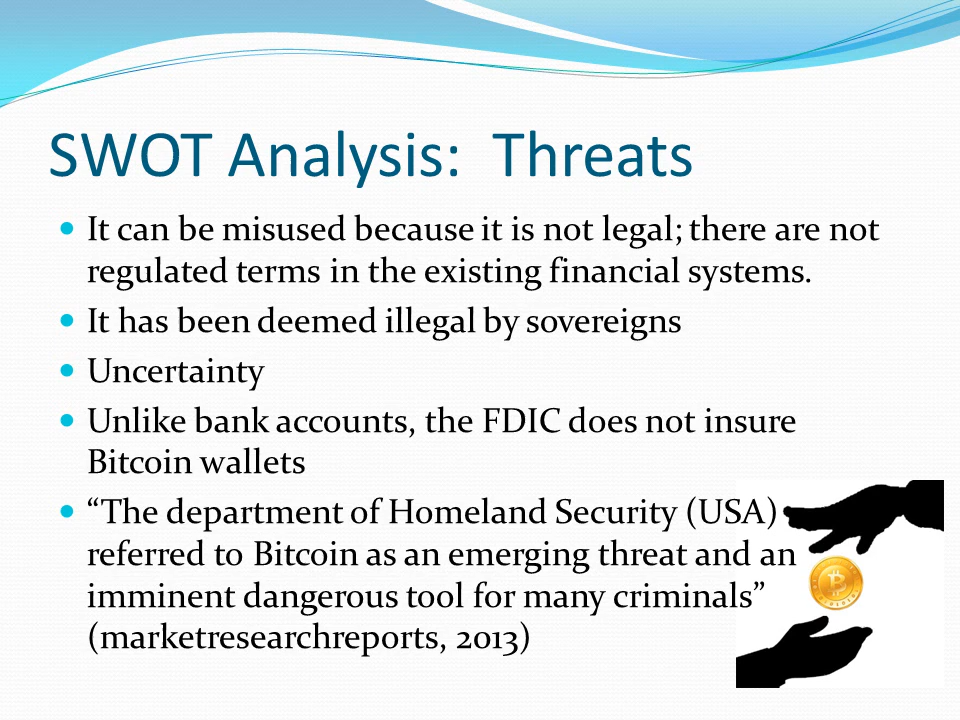 SWOT Analysis: Threats
It can be misused because it is not legal; there are not
regulated terms in the existing financial systems.
It has been deemed illegal by sovereigns
Uncertainty
Unlike bank accounts, the FDIC does not insure
Bitcoin wallets
“The department of Homeland Security (USA)
referred to Bitcoin as an emerging threat and an
imminent dangerous tool for many criminals”
(marketresearchreports, 2013)